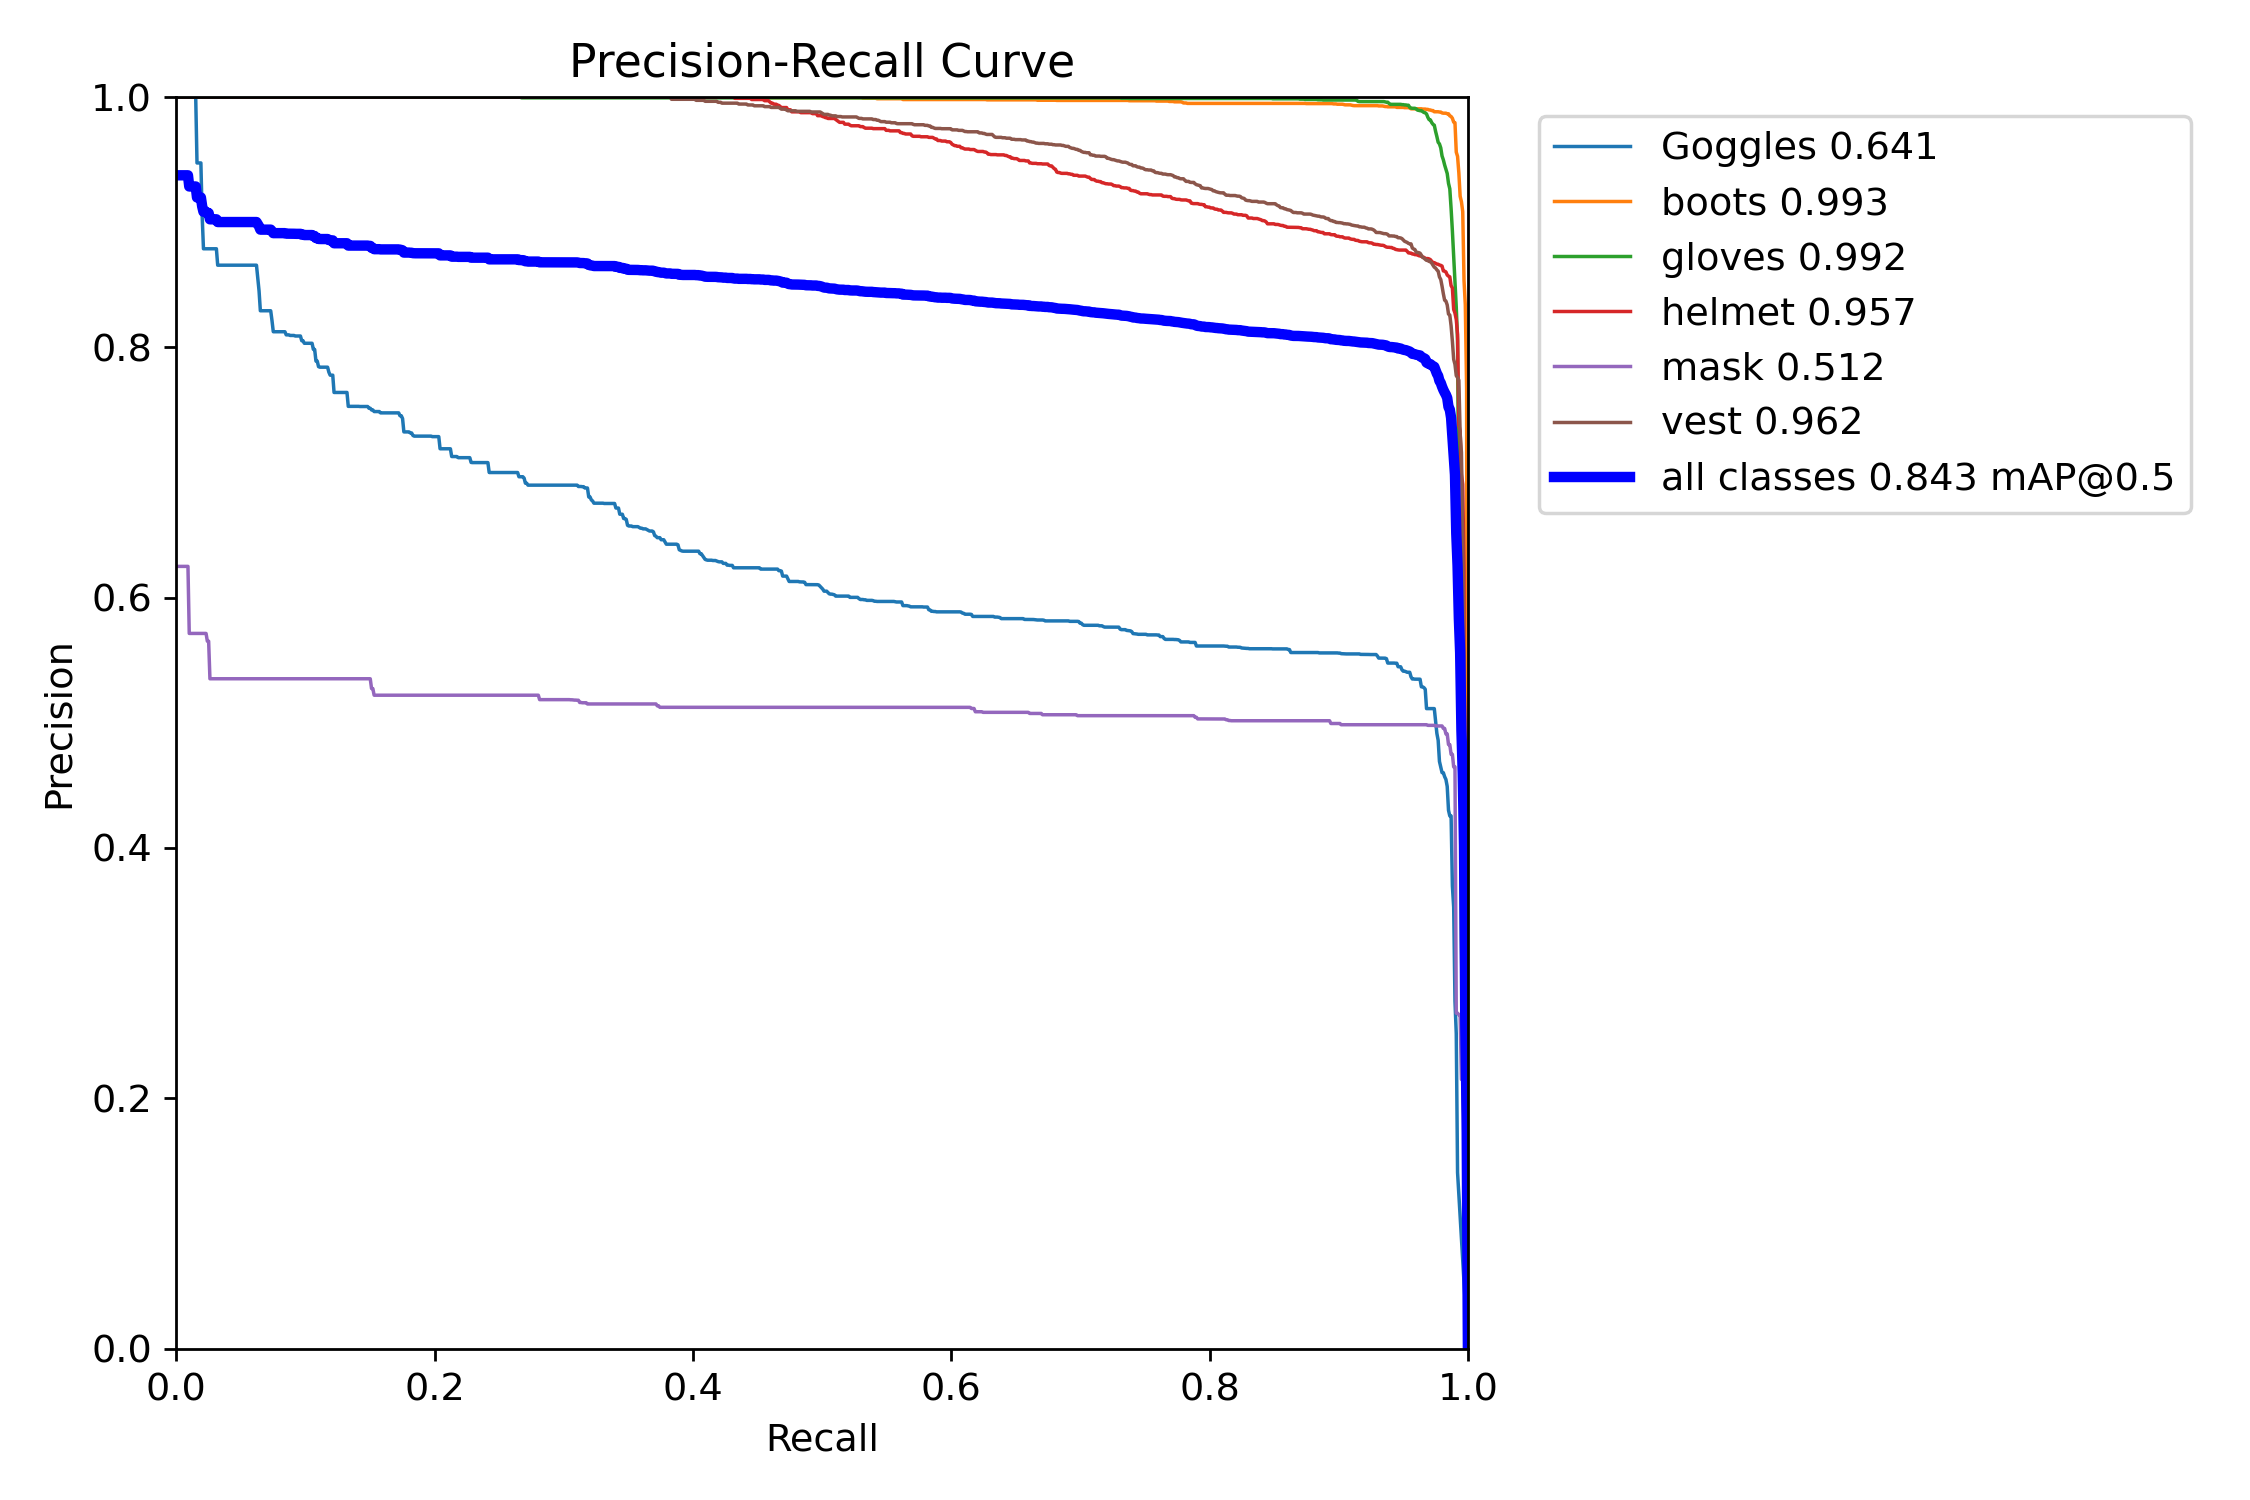 Precision-Recall Curve
1.0
0.8
0.6
0.4
0.2
0.0
Precision
0.0 0.2 0.4 0.6 0.8 1.0
Recall
Goggles 0.641
boots 0.993
gloves 0.992
helmet 0.957
mask 0.512
vest 0.962
all classes 0.843 mAP@0.5